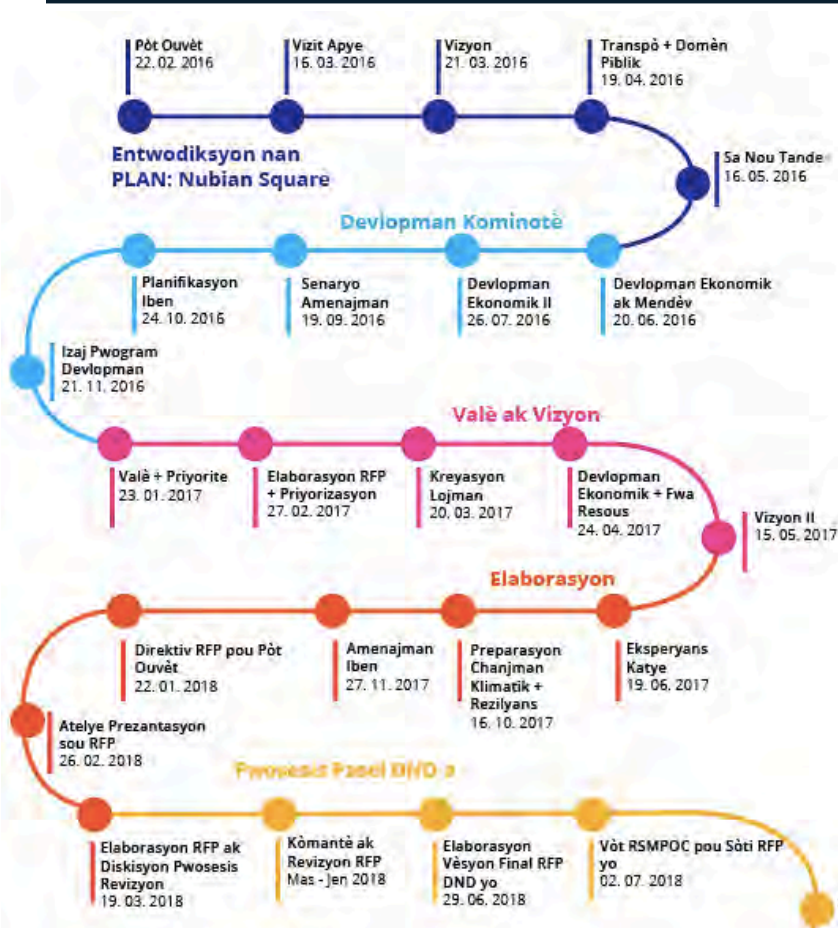 Pòt Ouvèt
22. 02. 2016
Vizit Apye
16. 03. 2016
Vizyon
21. 03. 2016
Transpò + Domèn
Piblik
19. 04. 2016
Entwodiksyon nan
PLAN: Nubian Square
Sa Nou Tande
16. 05. 2016
Devlopman Kominotè
Devlopman Ekonomik
ak Mendèv
20. 06. 2016
Devlopman
Ekonomik II
26. 07. 2016
Senaryo
Amenajman
19. 09. 2016
Planifikasyon
Iben
24. 10. 2016
Izaj Pwogram
Devlopman
21. 11. 2016
Valè ak Vizyon
Valè + Priyorite
23. 01. 2017
Elaborasyon RFP
+ Priyorizasyon
27. 02. 2017
Kreyasyon
Lojman
20. 03. 2017
Devlopman
Ekonomik + Fwa
Resous
24. 04. 2017
Vizyon II
15. 05. 2017
Elaborasyon
Eksperyans
Katye
19. 06. 2017
Preparasyon
Chanjman
Klimatik +
Rezilyans
16. 10. 2017
Amenajman
Iben
27. 11. 2017
Direktiv RFP pou Pòt
Ouvèt
22. 01. 2018
Atelye Prezantasyon
sou RFP
26. 02. 2018
Pwosesis Panel DND a
Elaborasyon RFP ak
Diskisyon Pwosesis
Revizyon
19. 03. 2018
Kòmantè ak
Revizyon RFP
Mas - Jen 2018
Elaborasyon
Vèsyon Final RFP
DND yo
29. 06. 2018
Vòt RSMPOC pou Sòti RFP
yo
02. 07. 2018